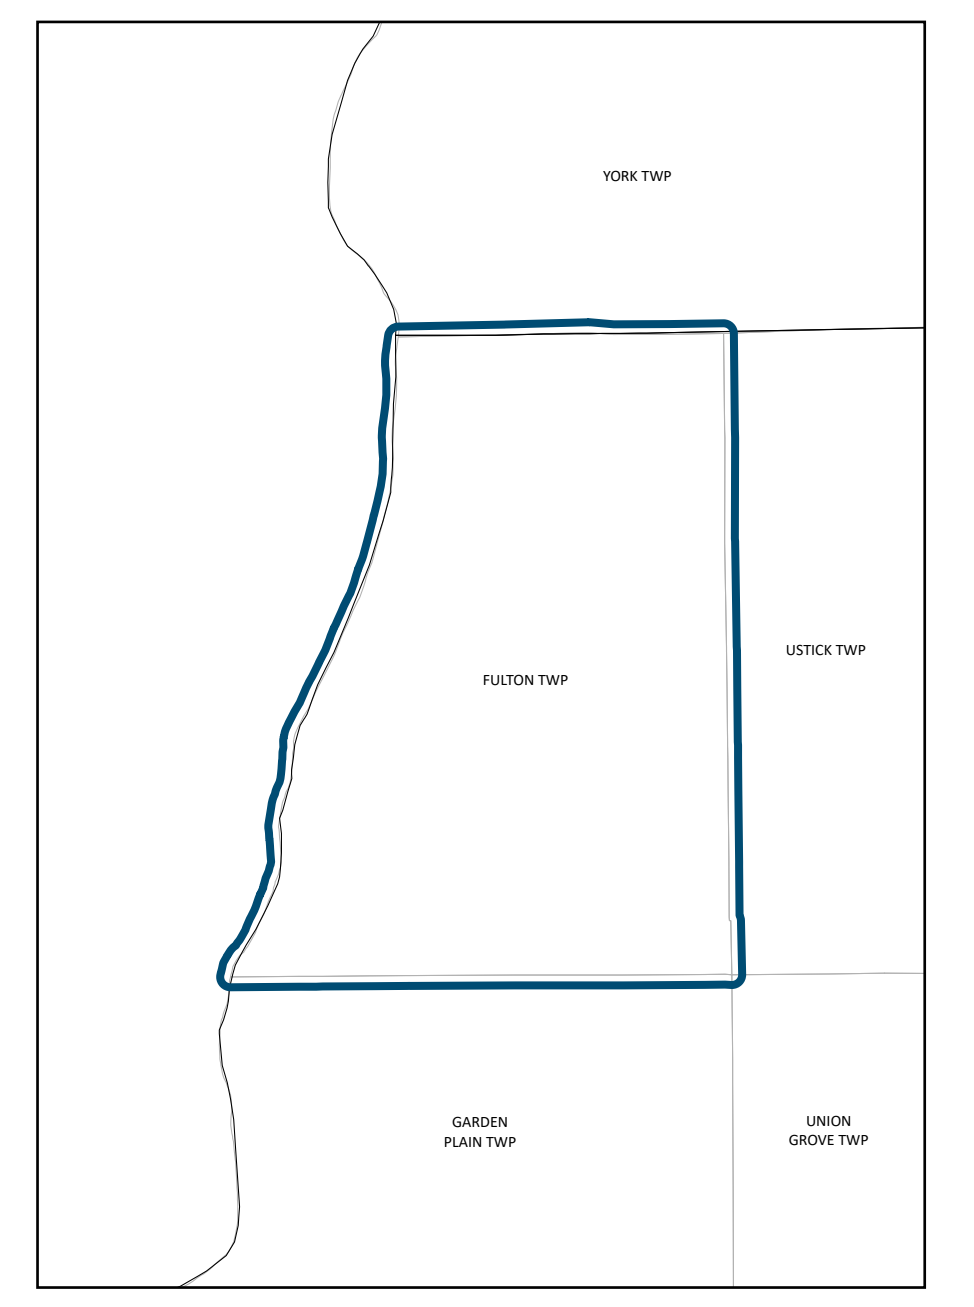 YORK TWP
USTICK TWP
FULTON TWP
GARDEN
PLAIN TWP
UNION
GROVE TWP